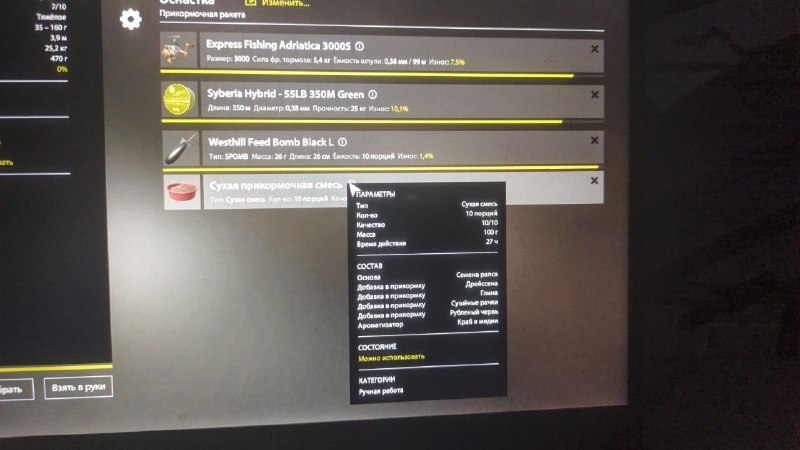 7/10
Тяжёлое
35 – 160 г
3,9 м
25,2 кг
470 г
0%
Оснастка
Изменить...
Прикормочная ракета
Express Fishing Adriatica 3000S
Размер: 3000 Сила фр. тормоза: 5,4 кг Ёмкость шпули: 0,38 мм / 99 м Износ: 7,5%
Syberia Hybrid - 55LB 350M Green
Длина: 350 м Диаметр: 0,38 мм Прочность: 25 кг Износ: 10,1%
Westhill Feed Bomb Black L
Тип: SPOMB Масса: 26 г Длина: 26 см Ёмкость: 10 порций Износ: 1,4%
Сухая прикормочная смесь
Тип: Сухая смесь Кол-во: 10 порций
ПАРАМЕТРЫ
Тип Сухая смесь
Кол-во 10 порций
Качество 10/10
Масса 100 г
Время действия 27 ч
СОСТАВ
Основа Семена рапса
Добавка в прикормку Дрейссена
Добавка в прикормку Глина
Добавка в прикормку Сушёные рачки
Добавка в прикормку Рубленый червь
Ароматизатор Краб и мидии
СОСТОЯНИЕ
Можно использовать
КАТЕГОРИИ
Ручная работа
Взять в руки